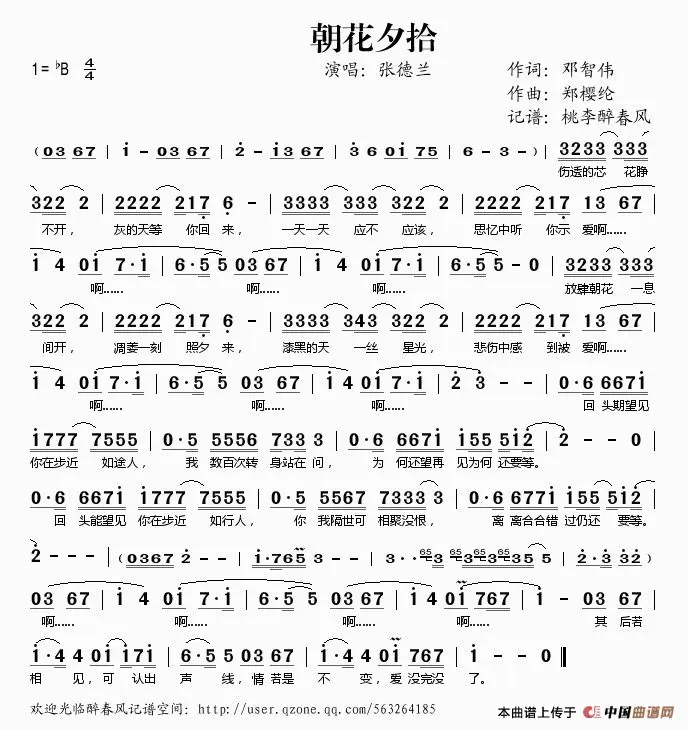 朝花夕拾
1= ♭B 4/4
演唱：张德兰
作词：邓智伟
作曲：郑樱纶
记谱：桃李醉春风
（ 03 67 | i - 03 67 | 2 - i3 67 | 3 6 0i 75 | 6 - 3 - ） | 3233 333
伤透的芯 花睁
322 2 | 2222 217 6 - | 3333 333 322 2 | 2222 217 i3 67 |
不开， 灰的天等 你回 来， 一天一天 应不 应该， 思忆中听 你示 爱啊……
i 4 0i 7·i | 6·5 5 03 67 | i 4 0i 7·i | 6·5 5 - 0 | 3233 333
啊…… 啊…… 啊…… 放肆朝花 一息
322 2 | 2222 217 6 - | 3333 343 322 2 | 2222 217 i3 67 |
间开， 凋萎一刻 照夕 来， 漆黑的天 一丝 星光， 悲伤中感 到被 爱啊……
i 4 0i 7·i | 6·5 5 03 67 | i 4 0i 7·i | 2 3 - - | 0·6 667i
啊…… 啊…… 啊…… 回 头期望见
i777 7555 | 0·5 5556 733 3 | 0·6 667i i55 5i2 | 2 - - 0 |
你在步近 如途人， 我 数百次转 身站在 问， 为 何还望再 见为何 还要等。
0·6 667i i777 7555 | 0·5 5567 7333 3 | 0·6 677i i55 5i2 |
回 头能望见 你在步近 如行人， 你 我隔世可 相聚没恨， 离 离合合错 过仍还 要等。
2 - - - | （0367 2 - - | i·765 3 - - | 3··65 3·65 3·65 3·235 | 2·3 32）
03 67 | i 4 0i 7·i | 6·5 5 03 67 | i 4 0i 767 | i - 03 67 |
啊…… 啊…… 啊…… 其 后若
i·4 4 0i i7i | 6·5 5 03 67 | i·4 0i 767 | i - 0 ‖
相 见，可 认出 声 线，情 若是 不 变，爱 没完没 了。
欢迎光临醉春风记谱空间：http://user.qzone.qq.com/563264185
本曲谱上传于 中国曲谱网